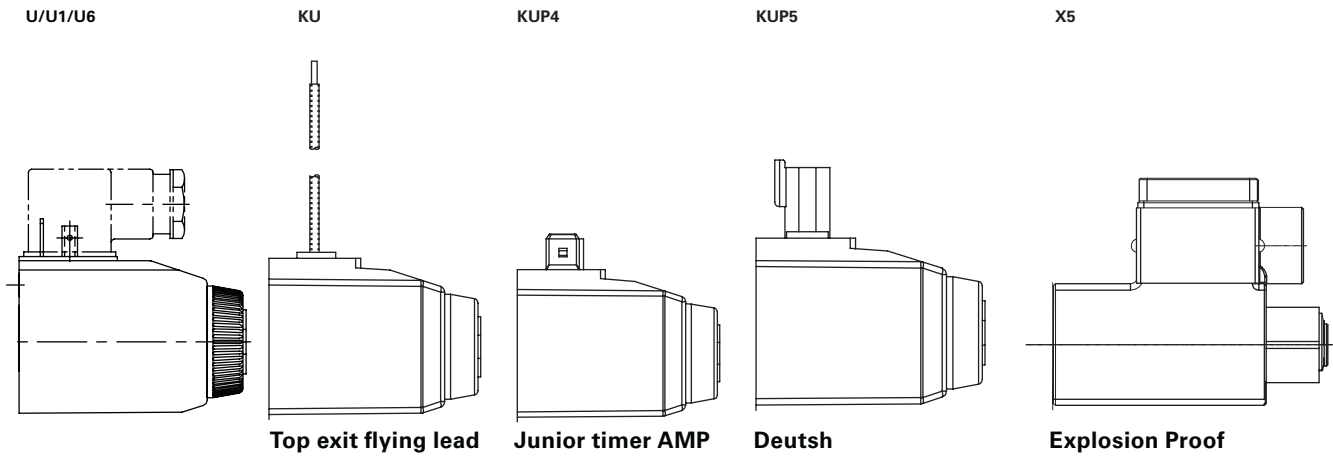 U/U1/U6
KU
KUP4
KUP5
X5
Top exit flying lead
Junior timer AMP
Deutsh
Explosion Proof